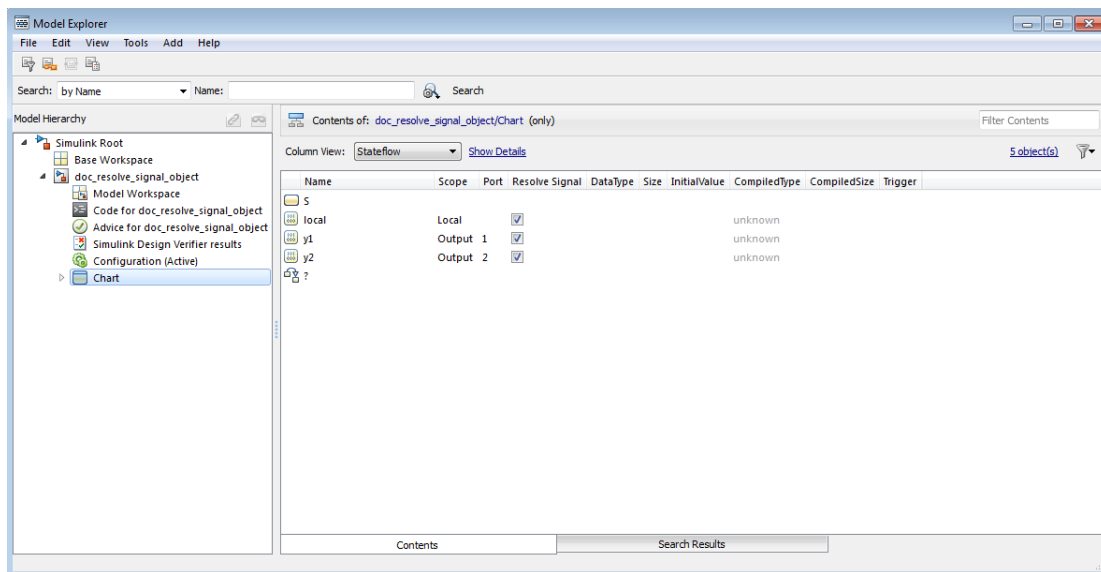 Model Explorer
File Edit View Tools Add Help
Search: by Name Name: Search
Model Hierarchy
Simulink Root
Base Workspace
doc_resolve_signal_object
Model Workspace
Code for doc_resolve_signal_object
Advice for doc_resolve_signal_object
Simulink Design Verifier results
Configuration (Active)
Chart
Contents of: doc_resolve_signal_object/Chart (only)
Filter Contents
Column View: Stateflow Show Details 5 object(s)
Name Scope Port Resolve Signal DataType Size InitialValue CompiledType CompiledSize Trigger
S
local Local unknown
y1 Output 1 unknown
y2 Output 2 unknown
?
Contents Search Results